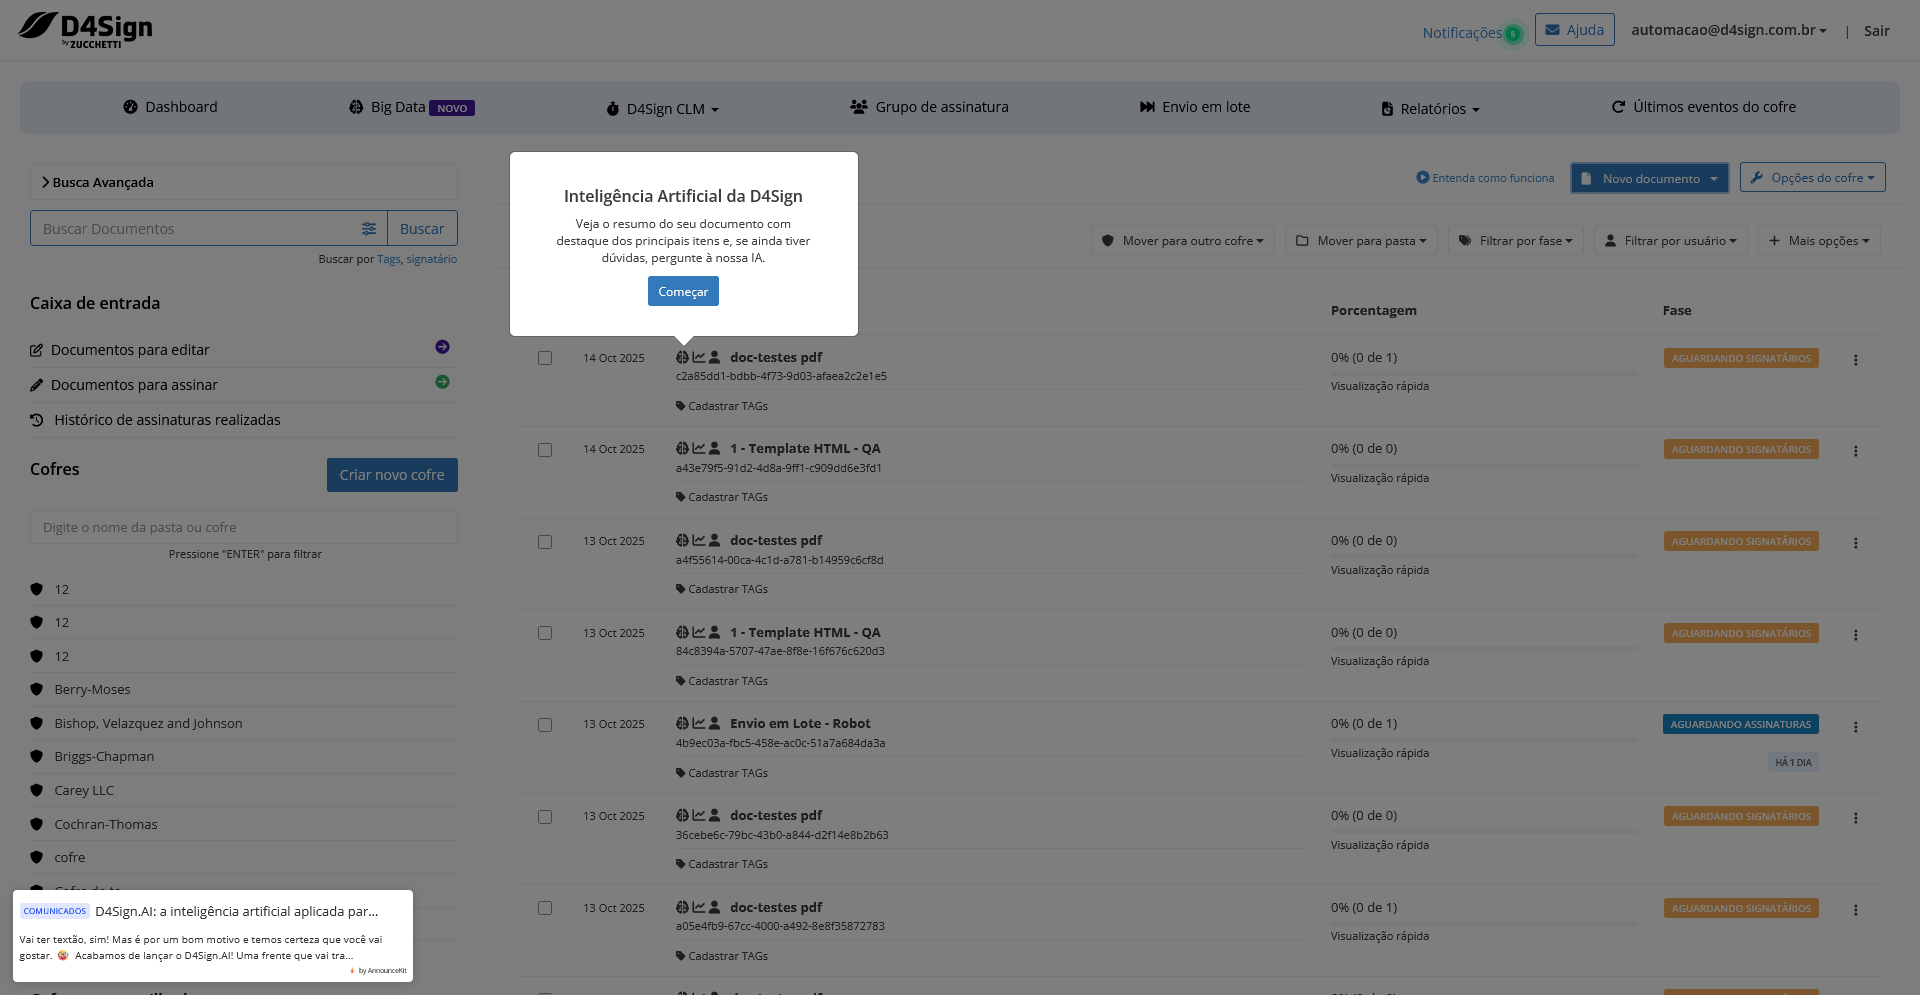 D4Sign
by ZUCCHETTI
Notificações 5
Ajuda
automacao@d4sign.com.br
|
Sair
Dashboard
Big Data NOVO
D4Sign CLM
Grupo de assinatura
Envio em lote
Relatórios
Últimos eventos do cofre
Busca Avançada
Buscar Documentos
Buscar
Buscar por Tags, signatário
Caixa de entrada
Documentos para editar
Documentos para assinar
Histórico de assinaturas realizadas
Cofres
Criar novo cofre
Digite o nome da pasta ou cofre
Pressione "ENTER" para filtrar
12
12
12
Berry-Moses
Bishop, Velazquez and Johnson
Briggs-Chapman
Carey LLC
Cochran-Thomas
cofre
COMUNICADOS D4Sign.AI: a inteligência artificial aplicada par...
Vai ter textão, sim! Mas é por um bom motivo e temos certeza que você vai
gostar. Acabamos de lançar o D4Sign.AI! Uma frente que vai tra...
by AnnounceKit
Inteligência Artificial da D4Sign
Veja o resumo do seu documento com
destaque dos principais itens e, se ainda tiver
dúvidas, pergunte à nossa IA.
Começar
Entenda como funciona
Novo documento
Opções do cofre
Mover para outro cofre
Mover para pasta
Filtrar por fase
Filtrar por usuário
Mais opções
Porcentagem
Fase
14 Oct 2025
doc-testes pdf
c2a85dd1-bdbb-4f73-9d03-afaea2c2e1e5
Cadastrar TAGs
0% (0 de 1)
Visualização rápida
AGUARDANDO SIGNATÁRIOS
14 Oct 2025
1 - Template HTML - QA
a43e79f5-91d2-4d8a-9ff1-c909dd6e3fd1
Cadastrar TAGs
0% (0 de 0)
Visualização rápida
AGUARDANDO SIGNATÁRIOS
13 Oct 2025
doc-testes pdf
a4f55614-00ca-4c1d-a781-b14959c6cf8d
Cadastrar TAGs
0% (0 de 0)
Visualização rápida
AGUARDANDO SIGNATÁRIOS
13 Oct 2025
1 - Template HTML - QA
84c8394a-5707-47ae-8f8e-16f676c620d3
Cadastrar TAGs
0% (0 de 0)
Visualização rápida
AGUARDANDO SIGNATÁRIOS
13 Oct 2025
Envio em Lote - Robot
4b9ec03a-fbc5-458e-ac0c-51a7a684da3a
Cadastrar TAGs
0% (0 de 1)
Visualização rápida
AGUARDANDO ASSINATURAS
HÁ 1 DIA
13 Oct 2025
doc-testes pdf
36cebe6c-79bc-43b0-a844-d2f14e8b2b63
Cadastrar TAGs
0% (0 de 0)
Visualização rápida
AGUARDANDO SIGNATÁRIOS
13 Oct 2025
doc-testes pdf
a05e4fb9-67cc-4000-a492-8e8f35872783
Cadastrar TAGs
0% (0 de 1)
Visualização rápida
AGUARDANDO SIGNATÁRIOS